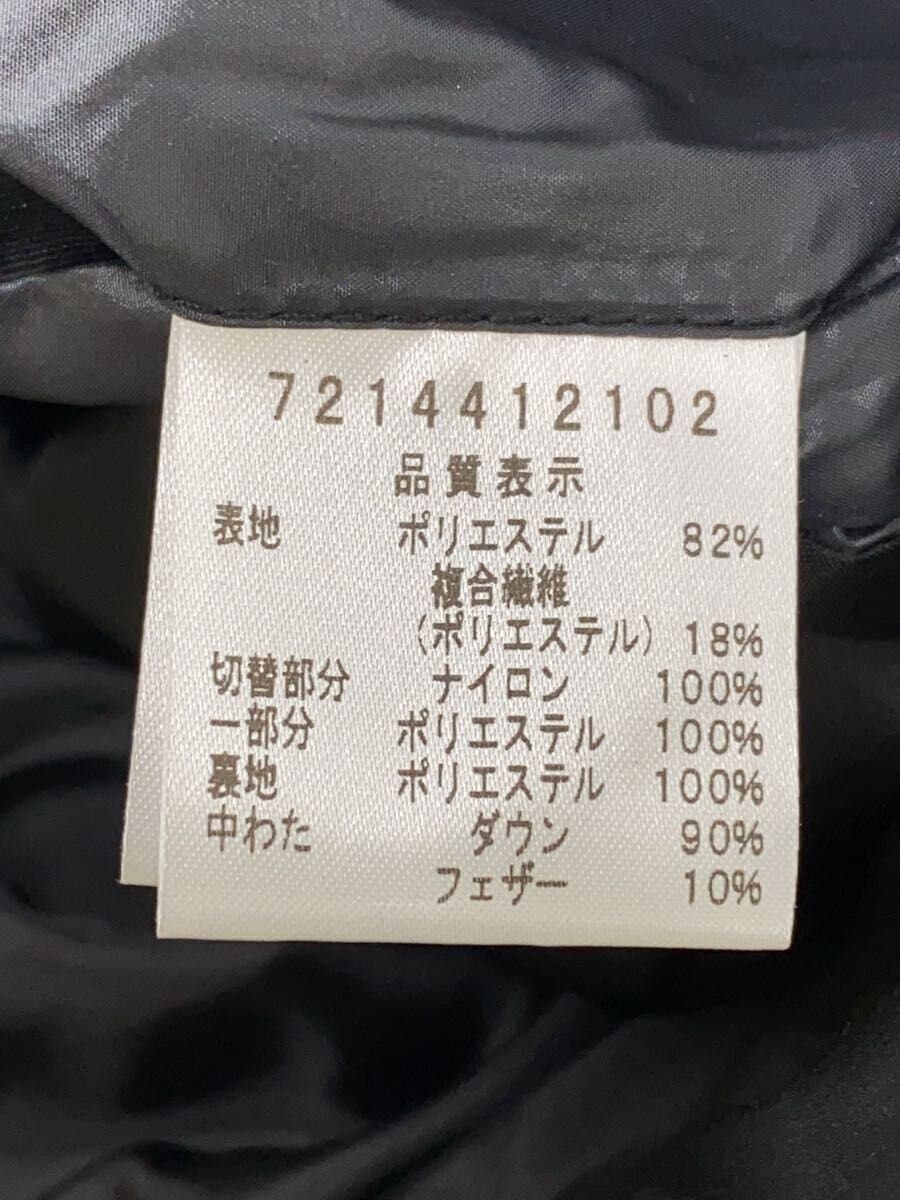 7214412102
品質表示
表地 ポリエステル 82%
複合繊維
(ポリエステル) 18%
切替部分 ナイロン 100%
一部分 ポリエステル 100%
裏地 ポリエステル 100%
中わた ダウン 90%
フェザー 10%